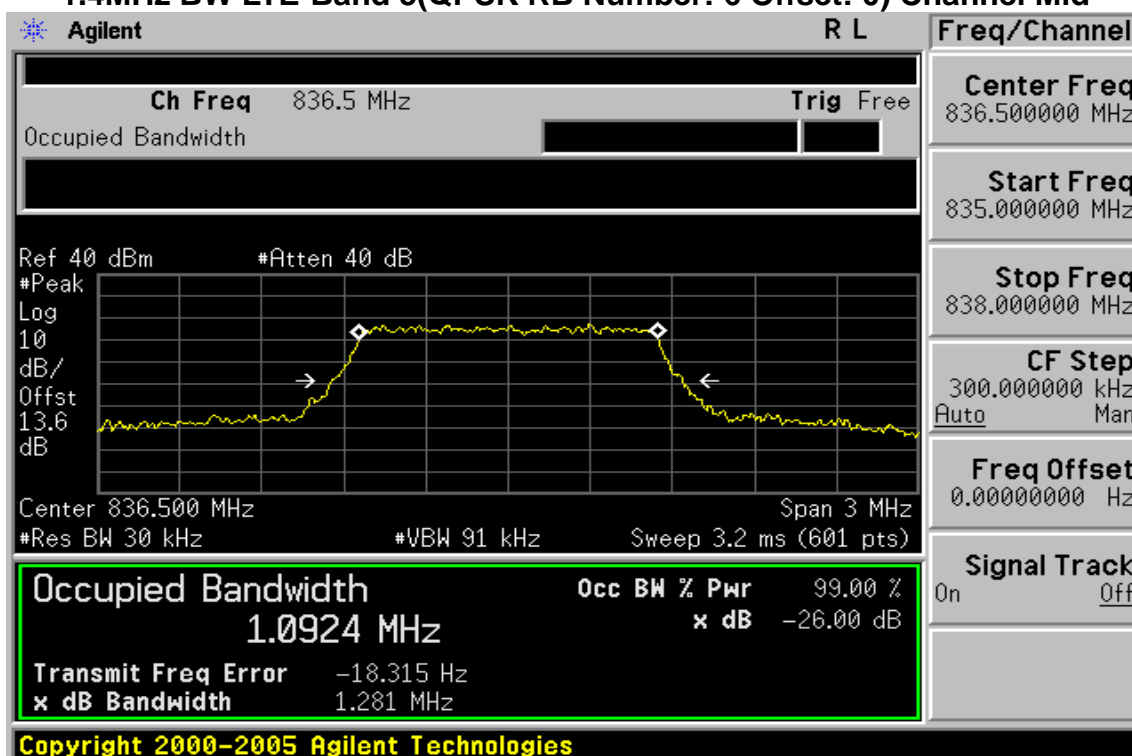 Agilent R L Freq/Channel
Ch Freq 836.5 MHz Trig Free
Occupied Bandwidth
Center Freq
836.500000 MHz
Start Freq
835.000000 MHz
Stop Freq
838.000000 MHz
CF Step
300.000000 kHz
Auto Man
Freq Offset
0.00000000 Hz
Signal Track
On Off
Ref 40 dBm #Atten 40 dB
#Peak
Log
10
dB/
Offst
13.6
dB
Center 836.500 MHz Span 3 MHz
#Res BW 30 kHz #VBW 91 kHz Sweep 3.2 ms (601 pts)
Occupied Bandwidth Occ BW % Pwr 99.00 %
1.0924 MHz x dB -26.00 dB
Transmit Freq Error -18.315 Hz
x dB Bandwidth 1.281 MHz
Copyright 2000-2005 Agilent Technologies